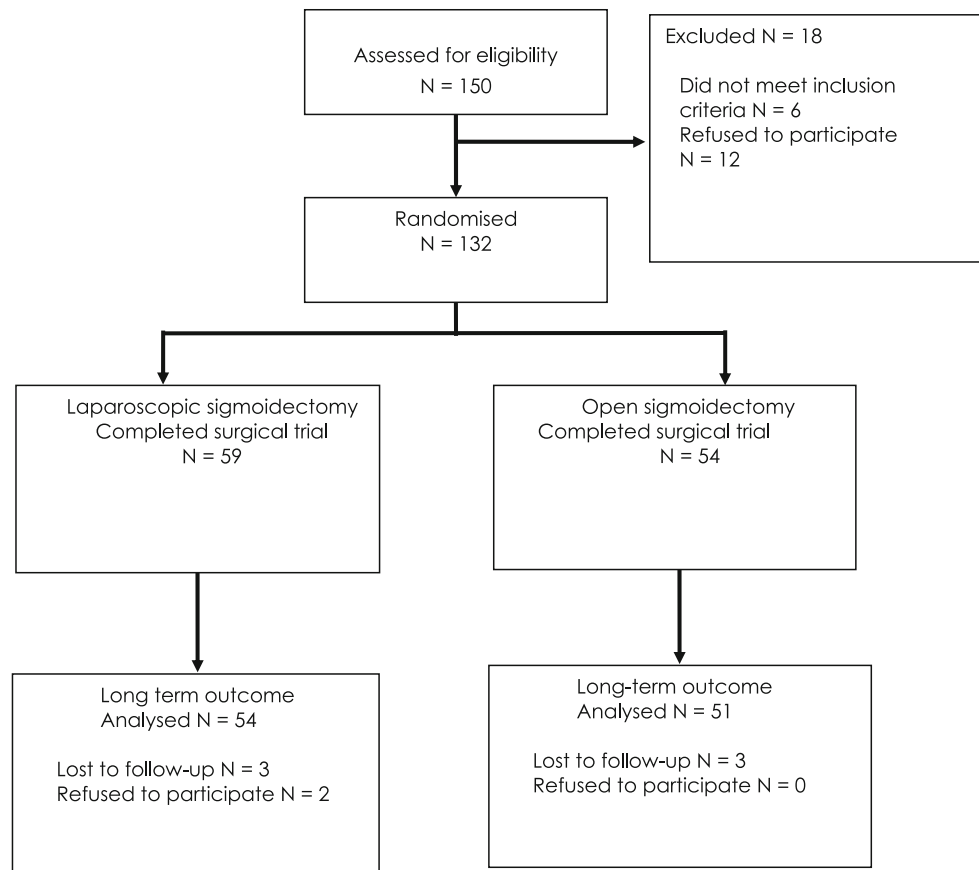 Assessed for eligibility
N = 150
Excluded N = 18
Did not meet inclusion
criteria N = 6
Refused to participate
N = 12
Randomised
N = 132
Laparoscopic sigmoidectomy
Completed surgical trial
N = 59
Open sigmoidectomy
Completed surgical trial
N = 54
Long term outcome
Analysed N = 54
Lost to follow-up N = 3
Refused to participate N = 2
Long-term outcome
Analysed N = 51
Lost to follow-up N = 3
Refused to participate N = 0